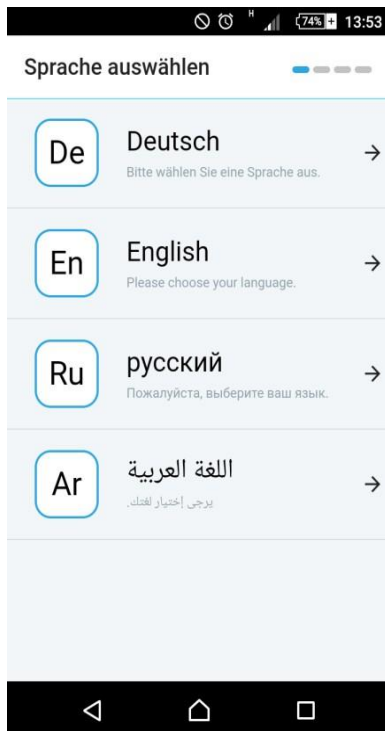 H 74% 13:53
Sprache auswählen
De
Deutsch
Bitte wählen Sie eine Sprache aus.
En
English
Please choose your language.
Ru
русский
Пожалуйста, выберите ваш язык.
Ar
اللغة العربية
يرجى إختيار لغتك.